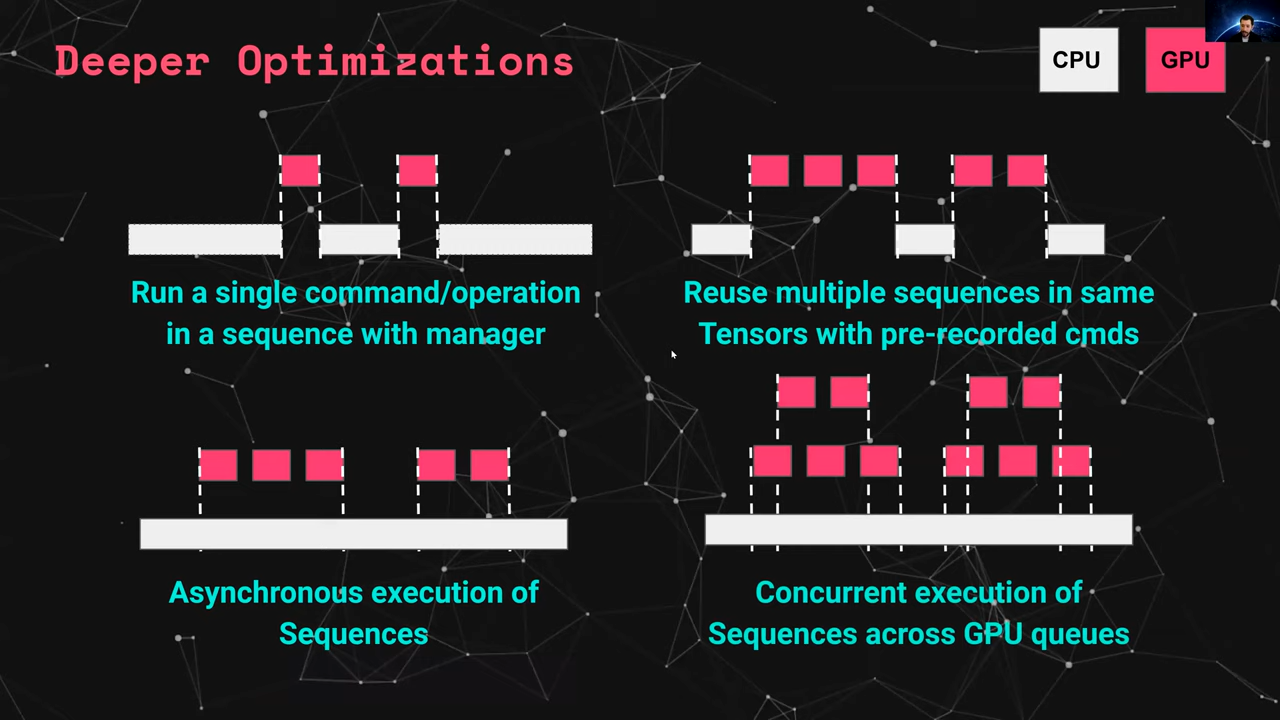 Deeper Optimizations
CPU
GPU
Run a single command/operation
in a sequence with manager
Reuse multiple sequences in same
Tensors with pre-recorded cmds
Asynchronous execution of
Sequences
Concurrent execution of
Sequences across GPU queues